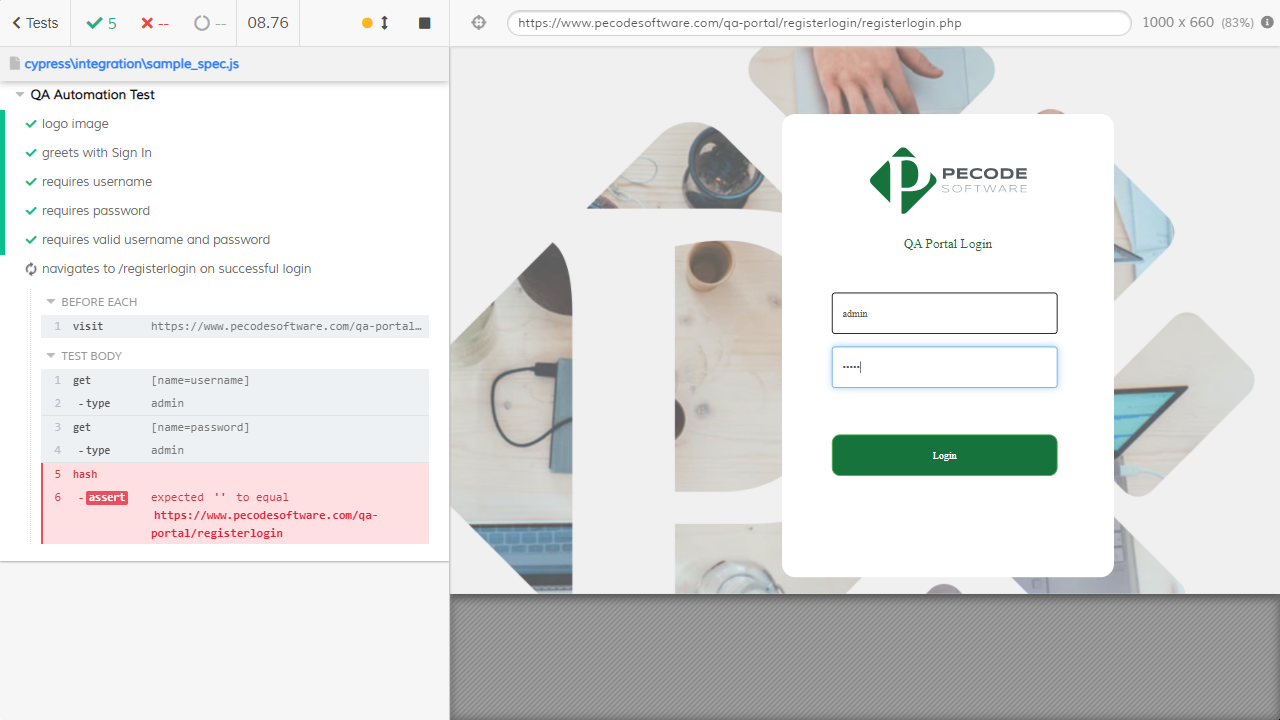 Tests 5 -- -- 08.76
https://www.pecodesoftware.com/qa-portal/registerlogin/registerlogin.php 1000 x 660 (83%)
cypress\integration\sample_spec.js
QA Automation Test
logo image
greets with Sign In
requires username
requires password
requires valid username and password
navigates to /registerlogin on successful login
BEFORE EACH
1 visit https://www.pecodesoftware.com/qa-portal…
TEST BODY
1 get [name=username]
2 -type admin
3 get [name=password]
4 -type admin
5 hash
6 -assert expected '' to equal
https://www.pecodesoftware.com/qa-
portal/registerlogin
PECODE
SOFTWARE
QA Portal Login
admin
•••••
Login